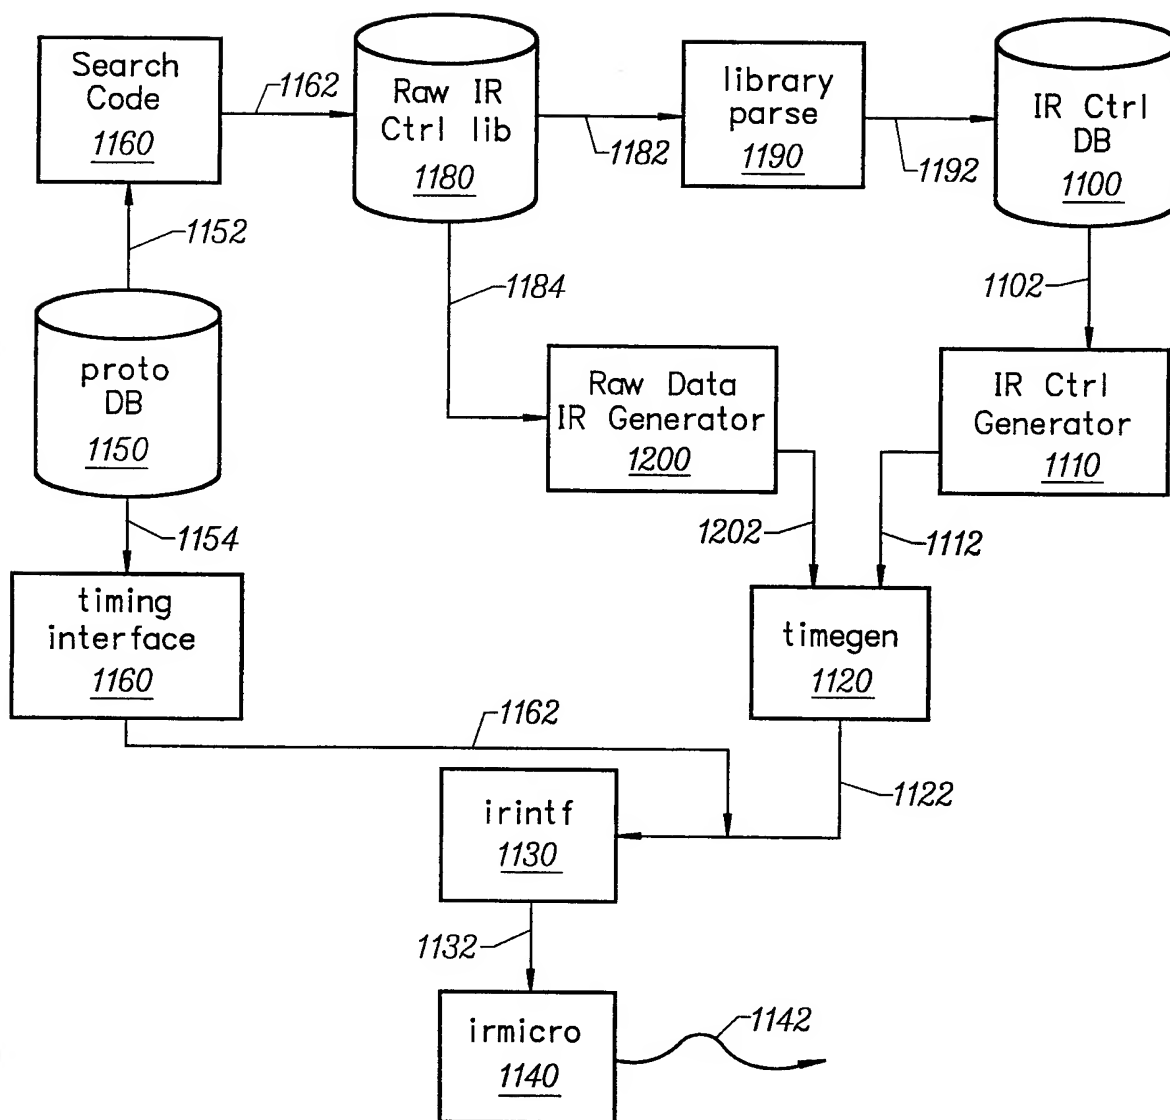 Search
Code
1160
1162
Raw IR
Ctrl lib
1180
1182
library
parse
1190
1192
IR Ctrl
DB
1100
1152
1184
1102
proto
DB
1150
Raw Data
IR Generator
1200
IR Ctrl
Generator
1110
1154
1202
1112
timing
interface
1160
timegen
1120
1162
1122
irintf
1130
1132
irmicro
1140
1142